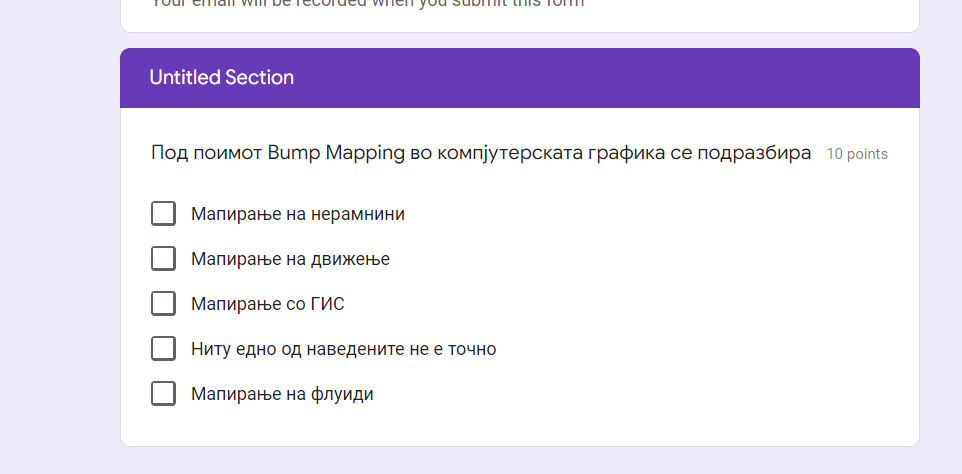 Your email will be recorded when you submit this form
Untitled Section
Под поимот Bump Mapping во компјутерската графика се подразбира 10 points
Мапирање на нерамнини
Мапирање на движење
Мапирање со ГИС
Ниту едно од наведените не е точно
Мапирање на флуиди